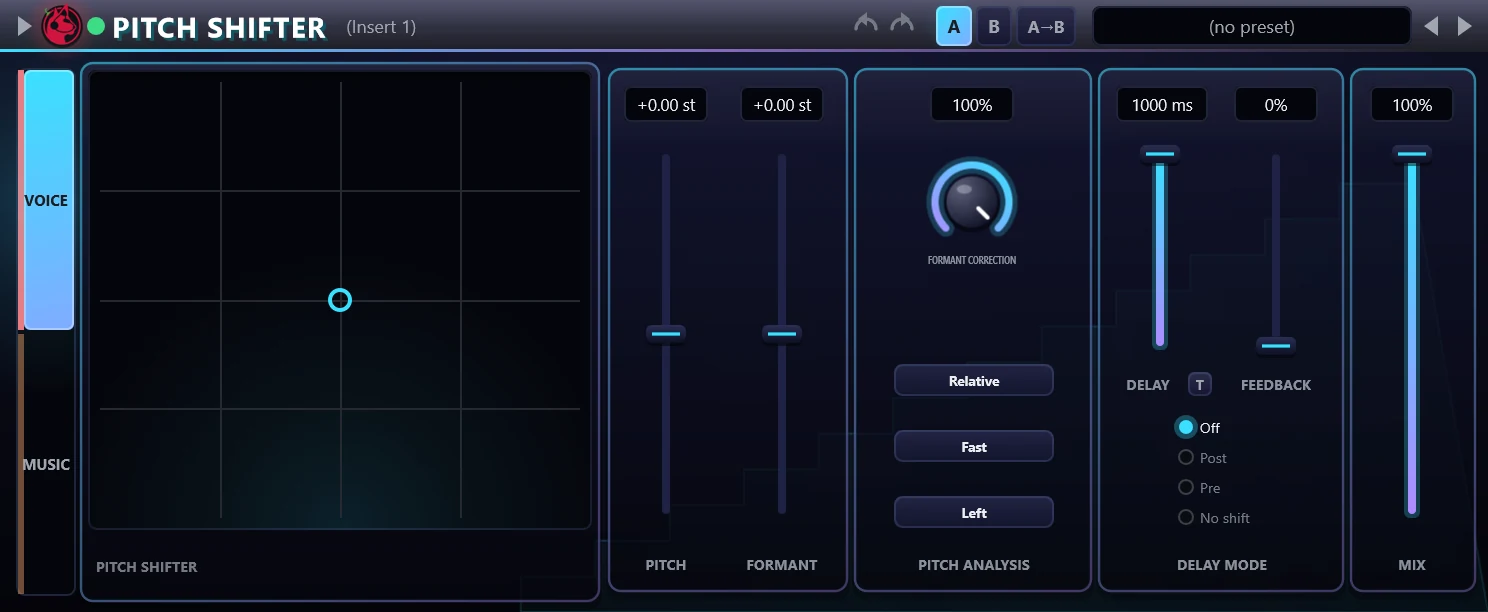 PITCH SHIFTER (Insert 1) A B A→B (no preset)
VOICE
MUSIC
PITCH SHIFTER
+0.00 st +0.00 st
PITCH FORMANT
100%
FORMANT CORRECTION
Relative
Fast
Left
PITCH ANALYSIS
1000 ms 0%
DELAY T FEEDBACK
Off
Post
Pre
No shift
DELAY MODE
100%
MIX